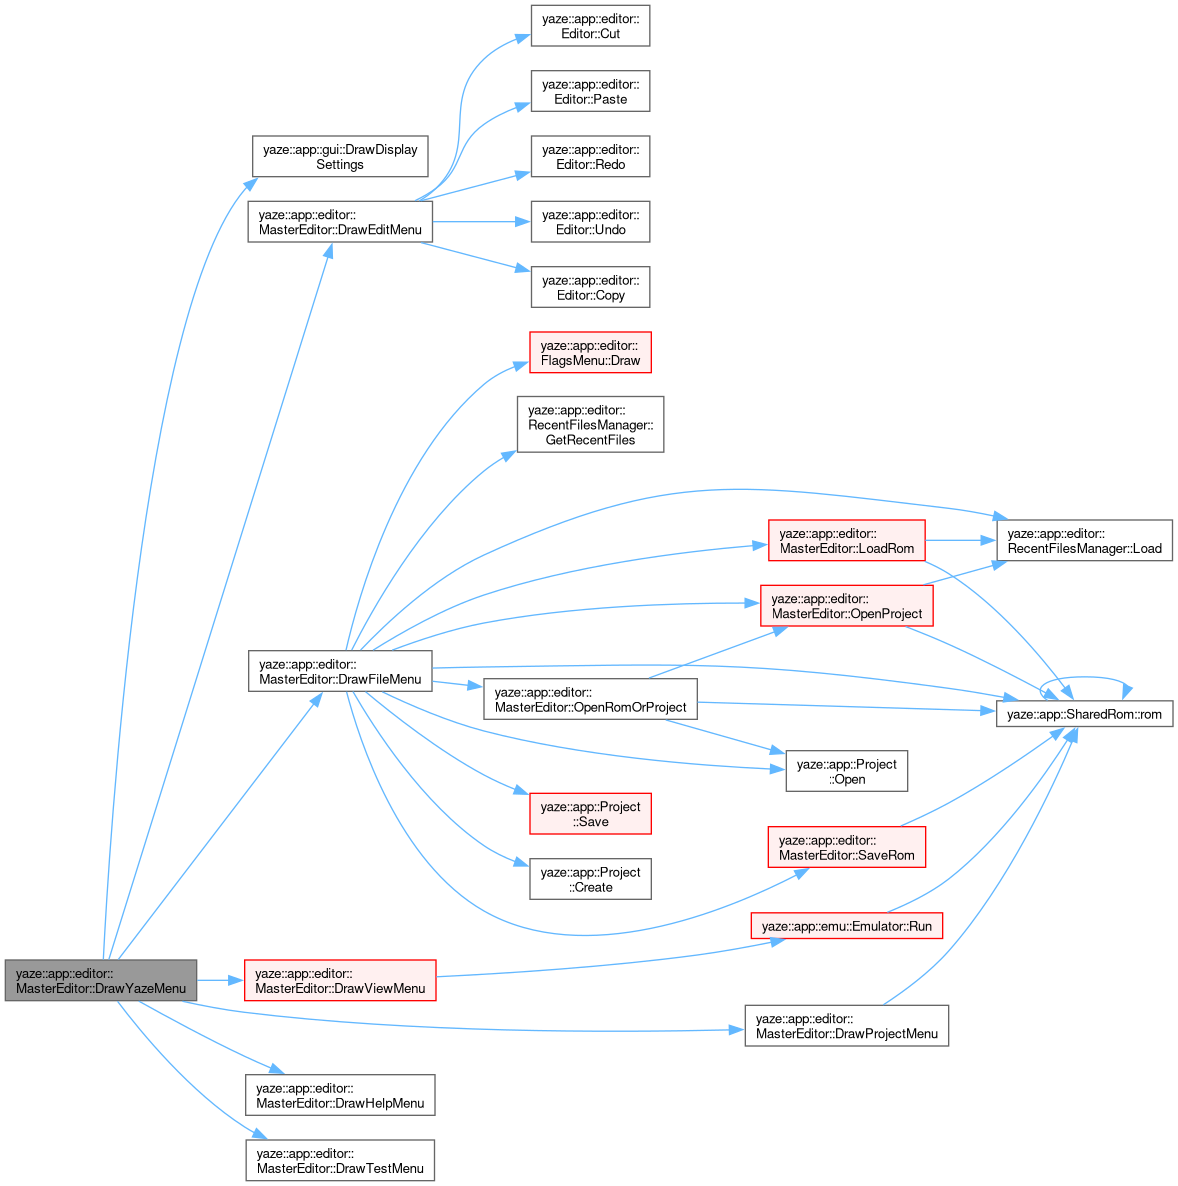 yaze::app::editor::
Editor::Cut
yaze::app::editor::
Editor::Paste
yaze::app::gui::DrawDisplay
Settings
yaze::app::editor::
Editor::Redo
yaze::app::editor::
MasterEditor::DrawEditMenu
yaze::app::editor::
Editor::Undo
yaze::app::editor::
Editor::Copy
yaze::app::editor::
FlagsMenu::Draw
yaze::app::editor::
RecentFilesManager::
GetRecentFiles
yaze::app::editor::
MasterEditor::LoadRom
yaze::app::editor::
RecentFilesManager::Load
yaze::app::editor::
MasterEditor::OpenProject
yaze::app::editor::
MasterEditor::DrawFileMenu
yaze::app::editor::
MasterEditor::OpenRomOrProject
yaze::app::SharedRom::rom
yaze::app::Project
::Open
yaze::app::Project
::Save
yaze::app::editor::
MasterEditor::SaveRom
yaze::app::Project
::Create
yaze::app::emu::Emulator::Run
yaze::app::editor::
MasterEditor::DrawYazeMenu
yaze::app::editor::
MasterEditor::DrawViewMenu
yaze::app::editor::
MasterEditor::DrawProjectMenu
yaze::app::editor::
MasterEditor::DrawHelpMenu
yaze::app::editor::
MasterEditor::DrawTestMenu